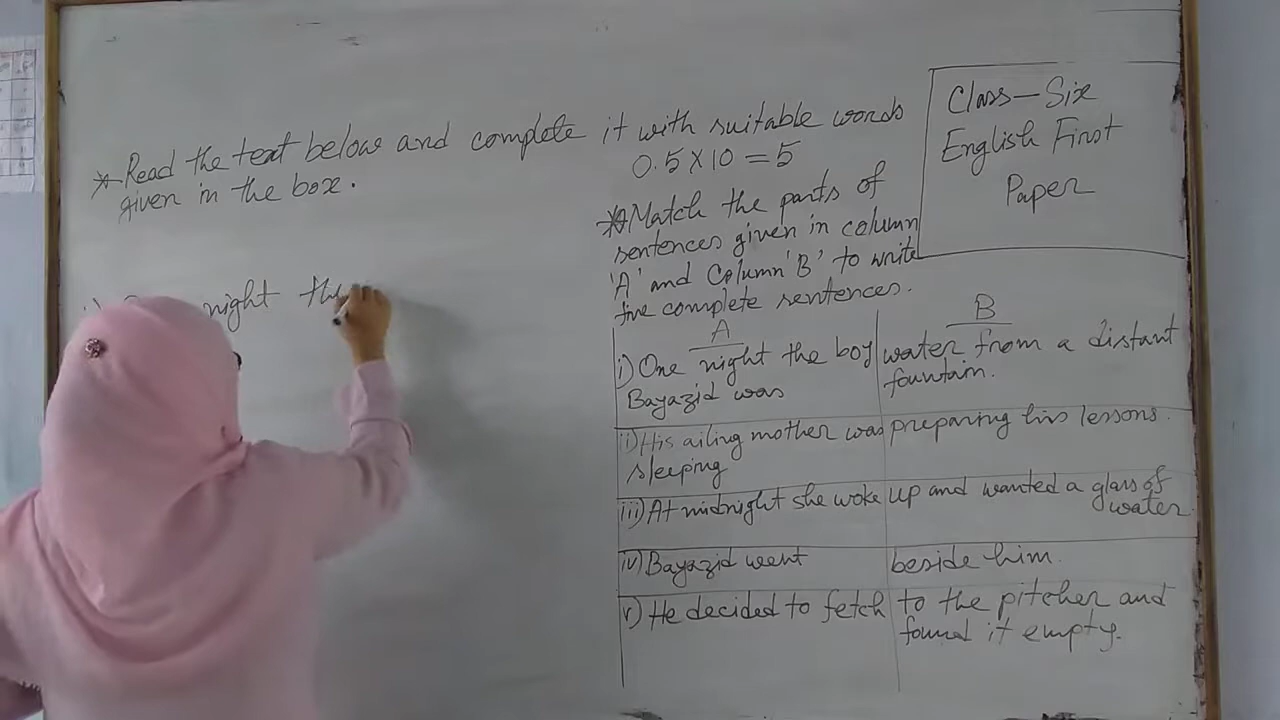 *Read the text below and complete it with suitable words
given in the box.
0.5 x 10 = 5
night the
*Match the parts of
sentences given in column
'A' and Column 'B' to write
five complete sentences.
A
i) One night the boy
Bayazid was
ii) His ailing mother was
sleeping
iii) At midnight she woke
iv) Bayazid went
v) He decided to fetch
B
water from a distant
fountain.
preparing his lessons.
up and wanted a glass of
water
beside him.
to the pitcher and
found it empty.
Class-Six
English First
Paper